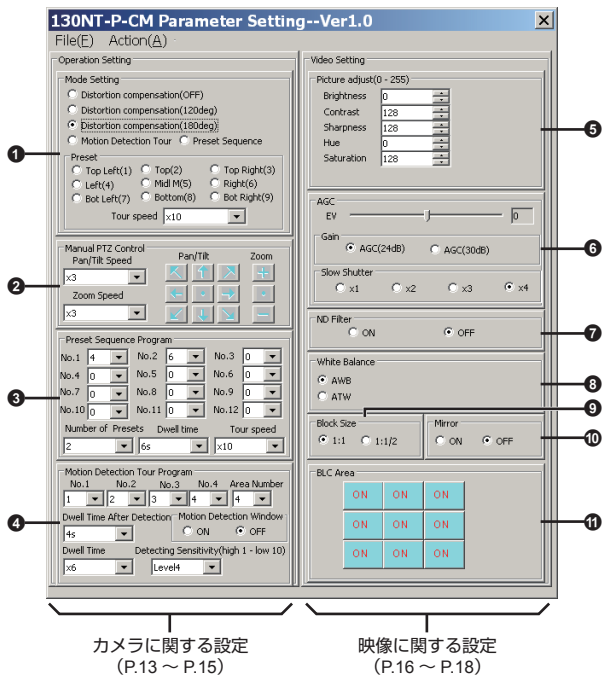 130NT-P-CM Parameter Setting--Ver1.0
File(F) Action(A)
Operation Setting
Mode Setting
Distortion compensation(OFF)
Distortion compensation(120deg)
Distortion compensation(180deg)
Motion Detection Tour Preset Sequence
Preset
Top Left(1) Top(2) Top Right(3)
Left(4) Midl M(5) Right(6)
Bot Left(7) Bottom(8) Bot Right(9)
Tour speed x10
❶
Manual PTZ Control
Pan/Tilt Speed Pan/Tilt Zoom
x3
Zoom Speed
x3
❷
Preset Sequence Program
No.1 4 No.2 6 No.3 0
No.4 0 No.5 0 No.6 0
No.7 0 No.8 0 No.9 0
No.10 0 No.11 0 No.12 0
Number of Presets Dwell time Tour speed
2 6s x10
❸
Motion Detection Tour Program
No.1 No.2 No.3 No.4 Area Number
1 2 3 4 4
Dwell Time After Detection Motion Detection Window
4s ON OFF
Dwell Time Detecting Sensitivity(high 1 - low 10)
x6 Level4
❹
Video Setting
Picture adjust(0 - 255)
Brightness 0
Contrast 128
Sharpness 128
Hue 0
Saturation 128
❺
AGC
EV 0
Gain
AGC(24dB) AGC(30dB)
Slow Shutter
x1 x2 x3 x4
❻
ND Filter
ON OFF
❼
White Balance
AWB
ATW
❽
❾
Block Size Mirror
1:1 1:1/2 ON OFF
❿
BLC Area
ON ON ON
ON ON ON
ON ON ON
⓫
カメラに関する設定
（P.13 ～ P.15）
映像に関する設定
（P.16 ～ P.18）